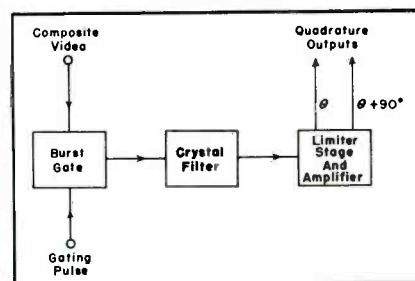 Composite
Video
Quadrature
Outputs
θ
θ+90°
Burst
Gate
Crystal
Filter
Limiter
Stage
And
Amplifier
Gating
Pulse